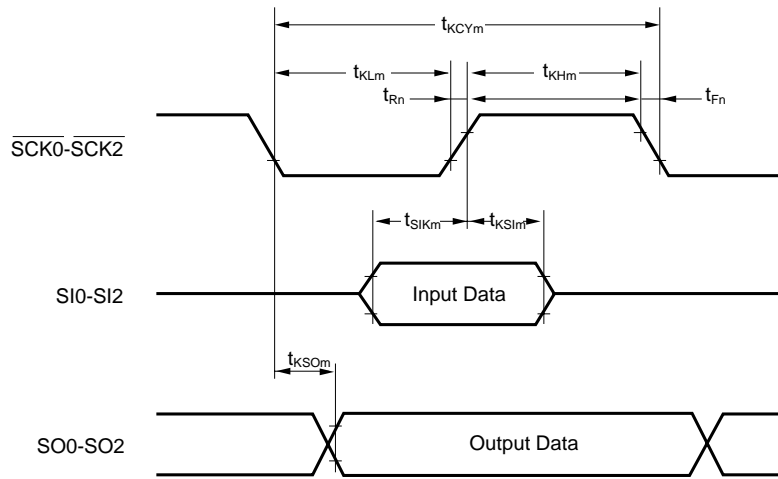 tKCYm
tKLm tKHm
tRn tFn
SCK0-SCK2
tSIKm tKSIm
SI0-SI2 Input Data
tKSOm
SO0-SO2 Output Data